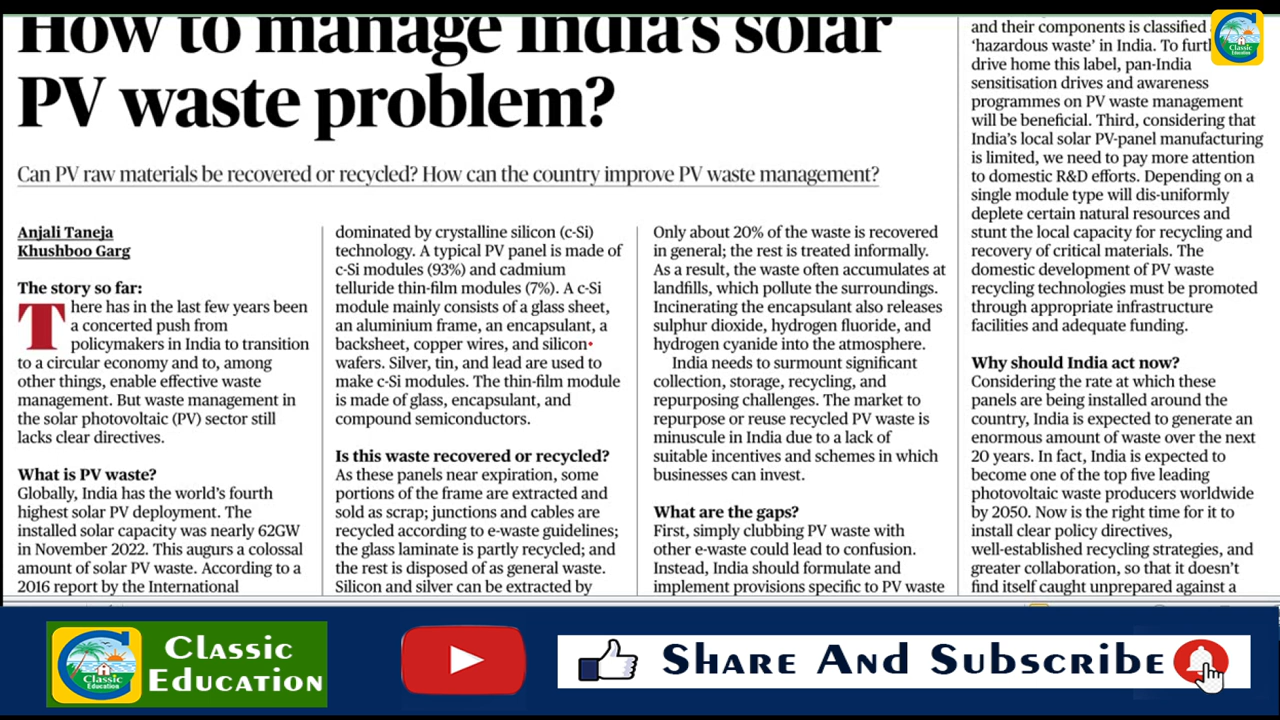 How to manage India's solar
PV waste problem?
Can PV raw materials be recovered or recycled? How can the country improve PV waste management?
Anjali Taneja
Khushboo Garg
The story so far:
There has in the last few years been
a concerted push from
policymakers in India to transition
to a circular economy and to, among
other things, enable effective waste
management. But waste management in
the solar photovoltaic (PV) sector still
lacks clear directives.
What is PV waste?
Globally, India has the world's fourth
highest solar PV deployment. The
installed solar capacity was nearly 62GW
in November 2022. This augurs a colossal
amount of solar PV waste. According to a
2016 report by the International
dominated by crystalline silicon (c-Si)
technology. A typical PV panel is made of
c-Si modules (93%) and cadmium
telluride thin-film modules (7%). A c-Si
module mainly consists of a glass sheet,
an aluminium frame, an encapsulant, a
backsheet, copper wires, and silicon
wafers. Silver, tin, and lead are used to
make c-Si modules. The thin-film module
is made of glass, encapsulant, and
compound semiconductors.
Is this waste recovered or recycled?
As these panels near expiration, some
portions of the frame are extracted and
sold as scrap; junctions and cables are
recycled according to e-waste guidelines;
the glass laminate is partly recycled; and
the rest is disposed of as general waste.
Silicon and silver can be extracted by
Only about 20% of the waste is recovered
in general; the rest is treated informally.
As a result, the waste often accumulates at
landfills, which pollute the surroundings.
Incinerating the encapsulant also releases
sulphur dioxide, hydrogen fluoride, and
hydrogen cyanide into the atmosphere.
India needs to surmount significant
collection, storage, recycling, and
repurposing challenges. The market to
repurpose or reuse recycled PV waste is
minuscule in India due to a lack of
suitable incentives and schemes in which
businesses can invest.
What are the gaps?
First, simply clubbing PV waste with
other e-waste could lead to confusion.
Instead, India should formulate and
implement provisions specific to PV waste
and their components is classified
'hazardous waste' in India. To
drive home this label, pan-India
sensitisation drives and awareness
programmes on PV waste management
will be beneficial. Third, considering that
India's local solar PV-panel manufacturing
is limited, we need to pay more attention
to domestic R&D efforts. Depending on a
single module type will dis-uniformly
deplete certain natural resources and
stunt the local capacity for recycling and
recovery of critical materials. The
domestic development of PV waste
recycling technologies must be promoted
through appropriate infrastructure
facilities and adequate funding.
Why should India act now?
Considering the rate at which these
panels are being installed around the
country, India is expected to generate an
enormous amount of waste over the next
20 years. In fact, India is expected to
become one of the top five leading
photovoltaic waste producers worldwide
by 2050. Now is the right time for it to
install clear policy directives,
well-established recycling strategies, and
greater collaboration, so that it doesn't
find itself caught unprepared against a
Classic
Education
Classic
Education
Classic
Education
Share And Subscribe